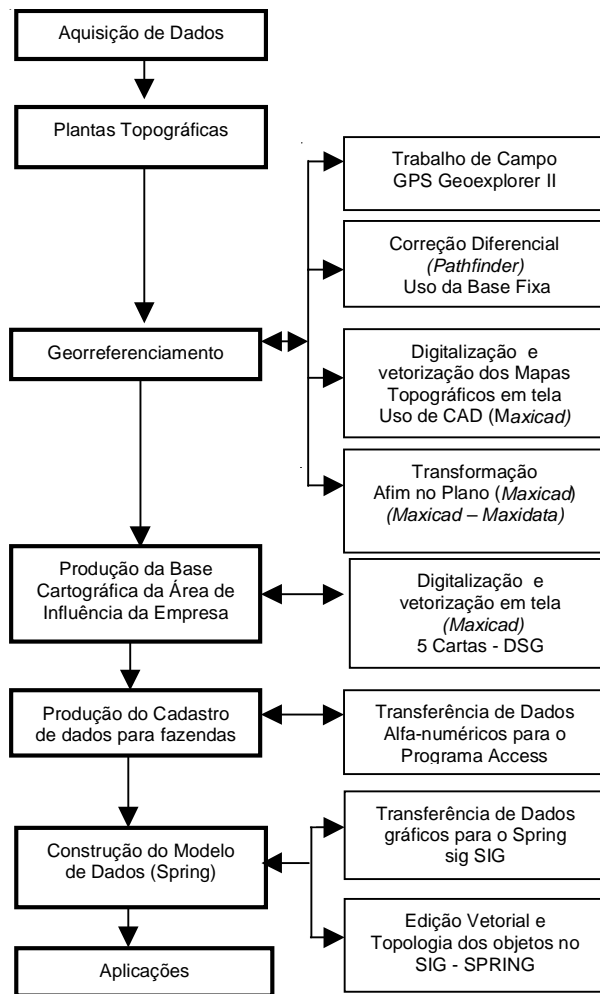 Aquisição de Dados
Plantas Topográficas
Trabalho de Campo
GPS Geoexplorer II
Correção Diferencial
(Pathfinder)
Uso da Base Fixa
Georreferenciamento
Digitalização e
vetorização dos Mapas
Topográficos em tela
Uso de CAD (Maxicad)
Transformação
Afim no Plano (Maxicad)
(Maxicad – Maxidata)
Produção da Base
Cartográfica da Área de
Influência da Empresa
Digitalização e
vetorização em tela
(Maxicad)
5 Cartas - DSG
Produção do Cadastro
de dados para fazendas
Transferência de Dados
Alfa-numéricos para o
Programa Access
Construção do Modelo
de Dados (Spring)
Transferência de Dados
gráficos para o Spring
sig SIG
Edição Vetorial e
Topologia dos objetos no
SIG - SPRING
Aplicações